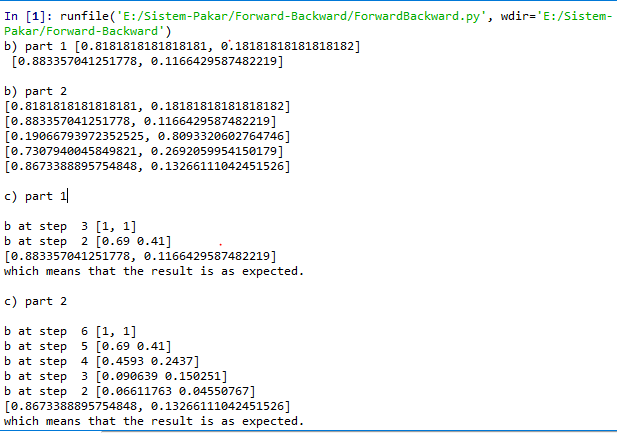 In [1]: runfile('E:/Sistem-Pakar/Forward-Backward/ForwardBackward.py', wdir='E:/Sistem-
Pakar/Forward-Backward')
b) part 1 [0.8181818181818181, 0.18181818181818182]
[0.883357041251778, 0.1166429587482219]
b) part 2
[0.8181818181818181, 0.18181818181818182]
[0.883357041251778, 0.1166429587482219]
[0.19066793972352525, 0.8093320602764746]
[0.7307940045849821, 0.2692059954150179]
[0.8673388895754848, 0.13266111042451526]
c) part 1
b at step  3 [1, 1]
b at step  2 [0.69 0.41]
[0.883357041251778, 0.1166429587482219]
which means that the result is as expected.
c) part 2
b at step  6 [1, 1]
b at step  5 [0.69 0.41]
b at step  4 [0.4593 0.2437]
b at step  3 [0.090639 0.150251]
b at step  2 [0.06611763 0.04550767]
[0.8673388895754848, 0.13266111042451526]
which means that the result is as expected.